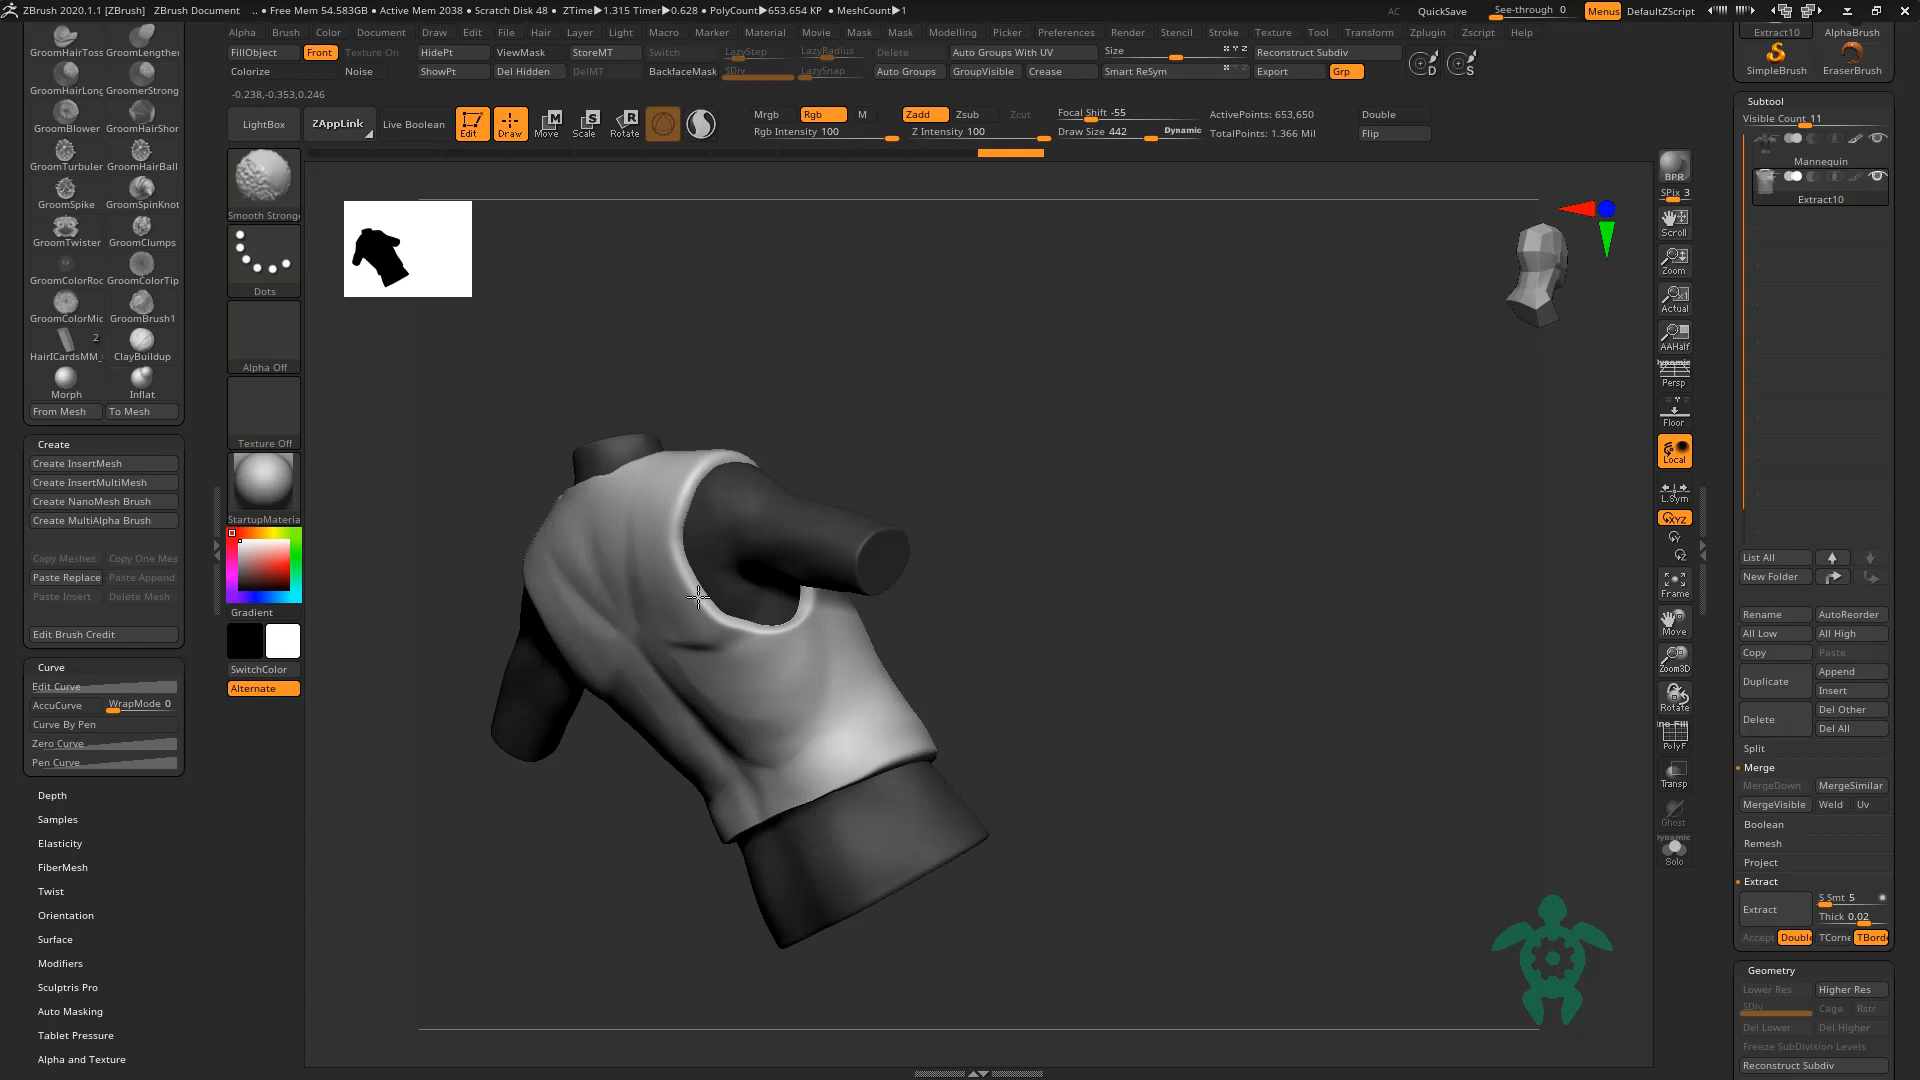 ZBrush 2020.1.1 [ZBrush] ZBrush Document .. • Free Mem 54.583GB • Active Mem 2038 • Scratch Disk 48 • ZTime▶1.315 Timer▶0.628 • PolyCount▶653.654 KP • MeshCount▶1 AC QuickSave See-through 0 Menus DefaultZScript
Alpha Brush Color Document Draw Edit File Hair Layer Light Macro Marker Material Movie Mask Mask Modelling Picker Preferences Render Stencil Stroke Texture Tool Transform Zplugin Zscript Help
FillObject Front Texture On HidePt ViewMask StoreMT Switch LazyStep LazyRadius Delete Auto Groups With UV Size Reconstruct Subdiv
Colorize Noise ShowPt Del Hidden DelMT BackfaceMask SDiv LazySnap Auto Groups GroupVisible Crease Smart ReSym Export Grp
-0.238,-0.353,0.246
LightBox ZAppLink Live Boolean Edit Draw Move Scale Rotate
Mrgb Rgb M Zadd Zsub Zcut Focal Shift -55 ActivePoints: 653,650 Double
Rgb Intensity 100 Z Intensity 100 Draw Size 442 Dynamic TotalPoints: 1.366 Mil Flip
GroomHairToss GroomLengthe
GroomHairLong GroomerStrong
GroomBlower GroomHairShor
GroomTurbuler GroomHairBall
GroomSpike GroomSpinKnot
GroomTwister GroomClumps
GroomColorRoo GroomColorTip
GroomColorMid GroomBrush1
2
HairICardsMM_ ClayBuildup
Morph Inflat
From Mesh To Mesh
Create
Create InsertMesh
Create InsertMultiMesh
Create NanoMesh Brush
Create MultiAlpha Brush
Copy Meshes Copy One Mes
Paste Replace Paste Append
Paste Insert Delete Mesh
Edit Brush Credit
Curve
Edit Curve
AccuCurve WrapMode 0
Curve By Pen
Zero Curve
Pen Curve
Depth
Samples
Elasticity
FiberMesh
Twist
Orientation
Surface
Modifiers
Sculptris Pro
Auto Masking
Tablet Pressure
Alpha and Texture
Smooth Stronge
Dots
Alpha Off
Texture Off
StartupMateria
Gradient
SwitchColor
Alternate
BPR
SPix 3
Scroll
Zoom
Actual
AAHalf
Dynamic
Persp
Floor
Local
L.Sym
XYZ
Frame
Move
Zoom3D
Rotate
PolyF
Transp
Ghost
Dynamic
Solo
Extract10 AlphaBrush
SimpleBrush EraserBrush
Subtool
Visible Count 11
Mannequin
Extract10
List All
New Folder
Rename AutoReorder
All Low All High
Copy Paste
Duplicate Append
Insert
Delete Del Other
Del All
Split
Merge
MergeDown MergeSimilar
MergeVisible Weld Uv
Boolean
Remesh
Project
Extract
Extract S Smt 5
Thick 0.02
Accept Double TCorne TBorde
Geometry
Lower Res Higher Res
SDiv Cage Rstr
Del Lower Del Higher
Freeze SubDivision Levels
Reconstruct Subdiv